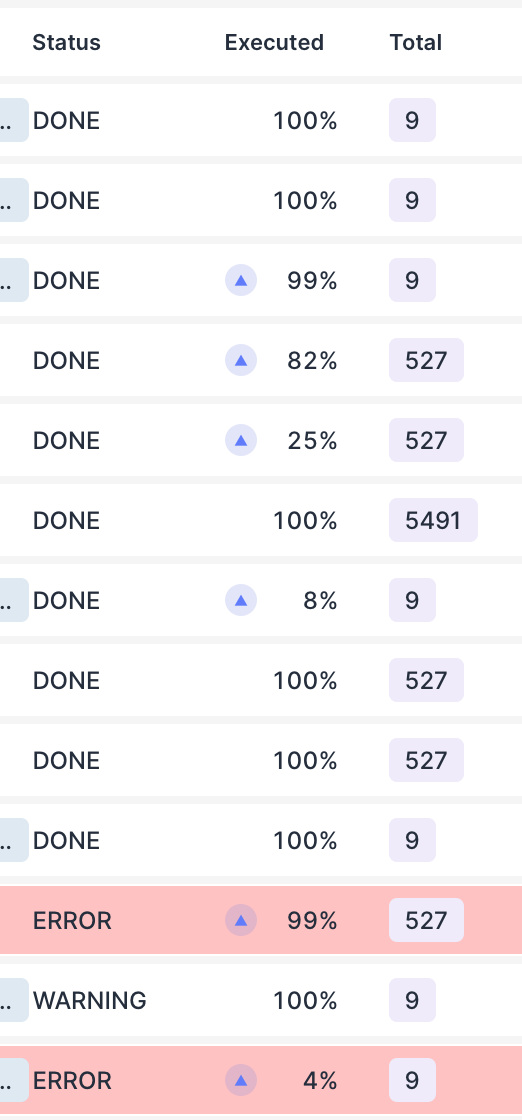 Status Executed Total
.. DONE 100% 9
.. DONE 100% 9
.. DONE 99% 9
DONE 82% 527
DONE 25% 527
DONE 100% 5491
.. DONE 8% 9
DONE 100% 527
DONE 100% 527
.. DONE 100% 9
ERROR 99% 527
.. WARNING 100% 9
.. ERROR 4% 9